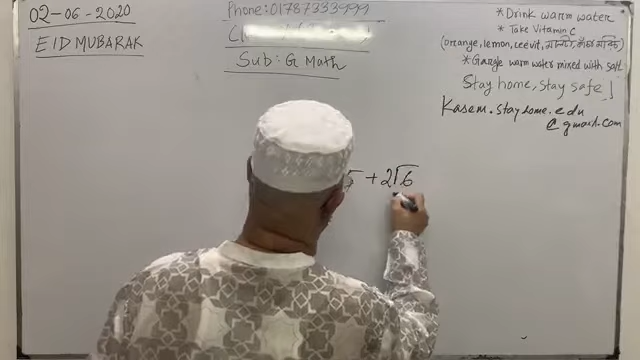 02-06-2020
EID MUBARAK
Phone: 01787333999
Sub: G Math
* Drink warm water
* Take Vitamin C
(orange, lemon, ceevit,
* Gargle warm water mixed with salt
Stay home, stay safe
Kasem.stayhome.edu
@gmail.com
5 + 2√6